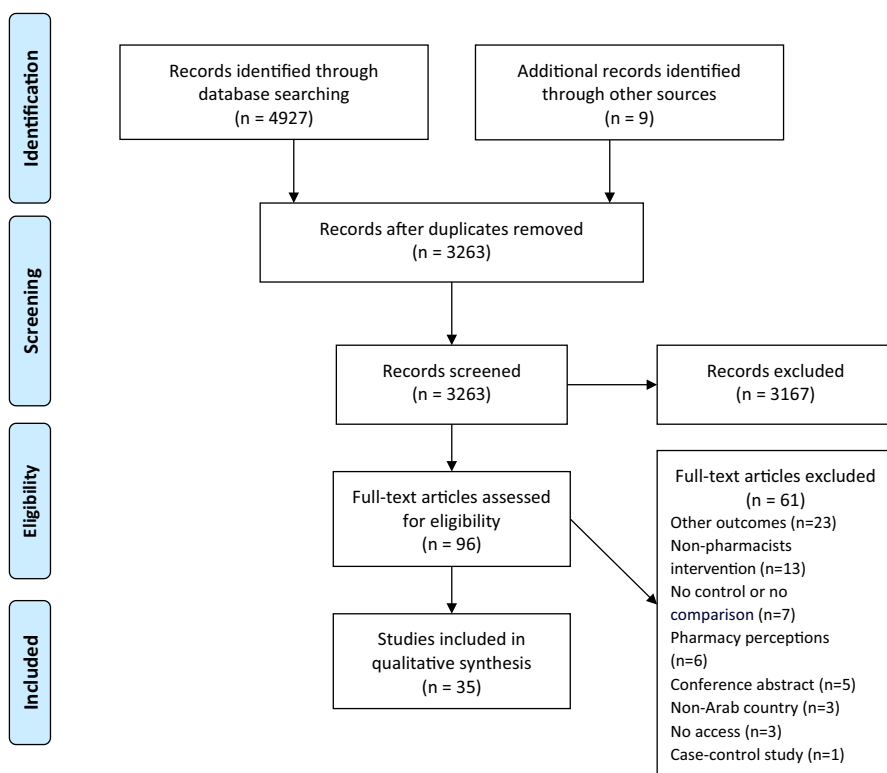 Identification
Records identified through
database searching
(n = 4927)
Additional records identified
through other sources
(n = 9)
Screening
Records after duplicates removed
(n = 3263)
Records screened
(n = 3263)
Records excluded
(n = 3167)
Eligibility
Full-text articles assessed
for eligibility
(n = 96)
Full-text articles excluded
(n = 61)
Other outcomes (n=23)
Non-pharmacists
intervention (n=13)
No control or no
comparison (n=7)
Pharmacy perceptions
(n=6)
Conference abstract (n=5)
Non-Arab country (n=3)
No access (n=3)
Case-control study (n=1)
Included
Studies included in
qualitative synthesis
(n = 35)